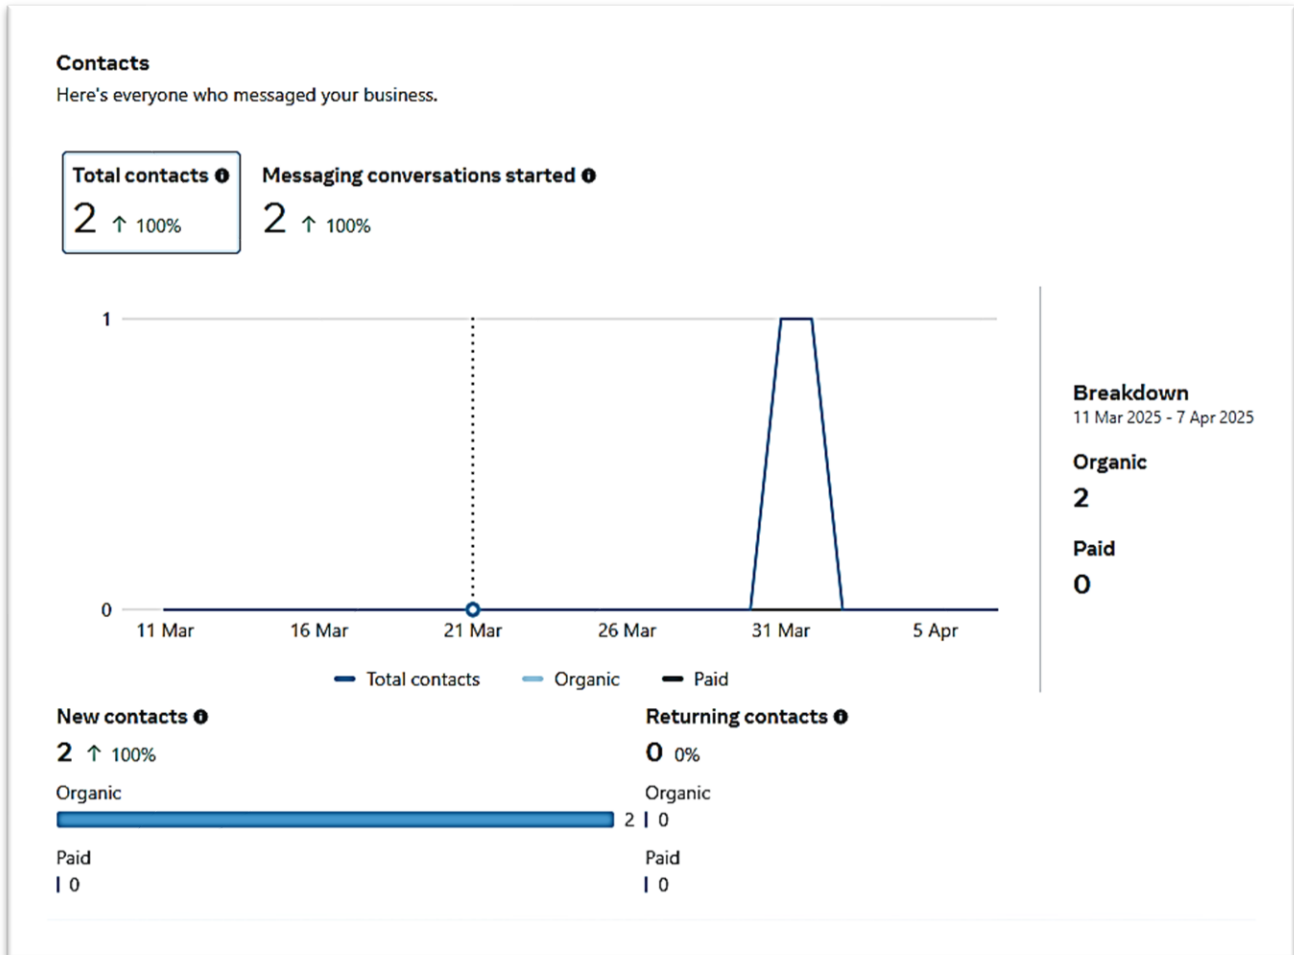 Contacts
Here's everyone who messaged your business.
Total contacts
2 ↑ 100%
Messaging conversations started
2 ↑ 100%
1
0
11 Mar 16 Mar 21 Mar 26 Mar 31 Mar 5 Apr
Total contacts Organic Paid
Breakdown
11 Mar 2025 - 7 Apr 2025
Organic
2
Paid
0
New contacts
2 ↑ 100%
Organic
2
Paid
0
Returning contacts
0 0%
Organic
0
Paid
0